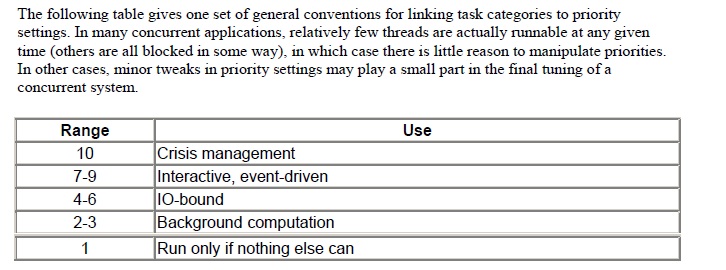 The following table gives one set of general conventions for linking task categories to priority
settings. In many concurrent applications, relatively few threads are actually runnable at any given
time (others are all blocked in some way), in which case there is little reason to manipulate priorities.
In other cases, minor tweaks in priority settings may play a small part in the final tuning of a
concurrent system.
Range Use
10 Crisis management
7-9 Interactive, event-driven
4-6 IO-bound
2-3 Background computation
1 Run only if nothing else can